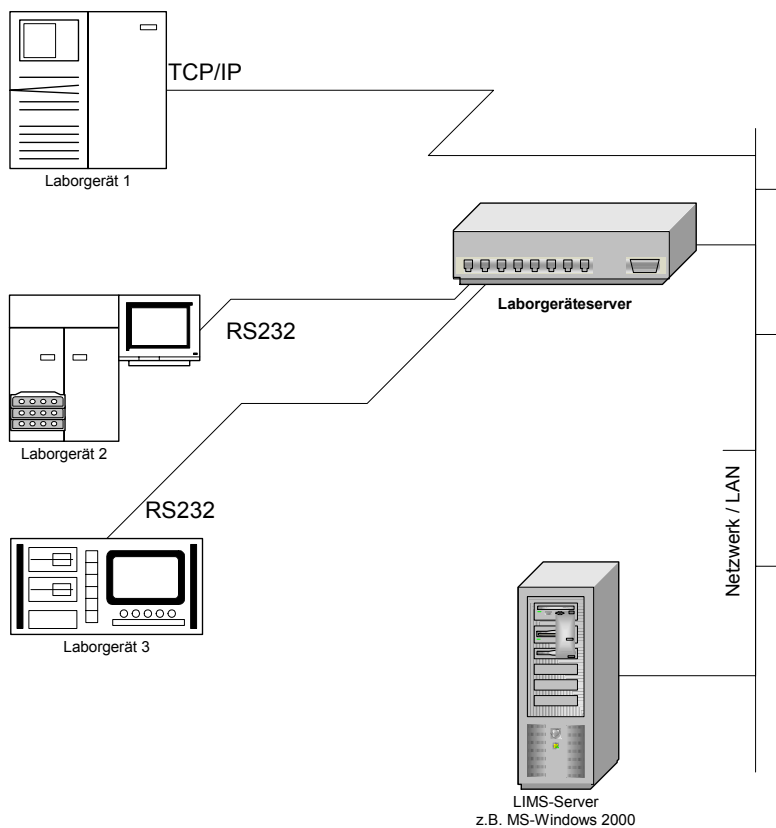 TCP/IP
Laborgerät 1
Laborgeräteserver
RS232
Laborgerät 2
RS232
Laborgerät 3
Netzwerk / LAN
LIMS-Server
z.B. MS-Windows 2000